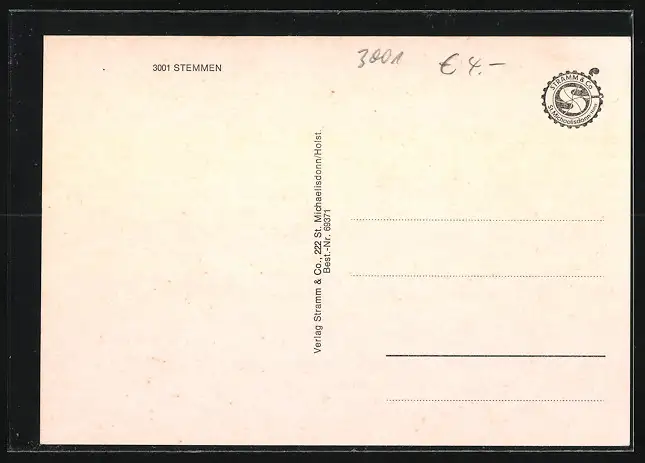 3001 STEMMEN
3001 € 4.-
STRAMM & Co
St. Michaelisdonn
Verlag Stramm & Co., 222 St. Michaelisdonn/Holst.
Best.-Nr. 69371